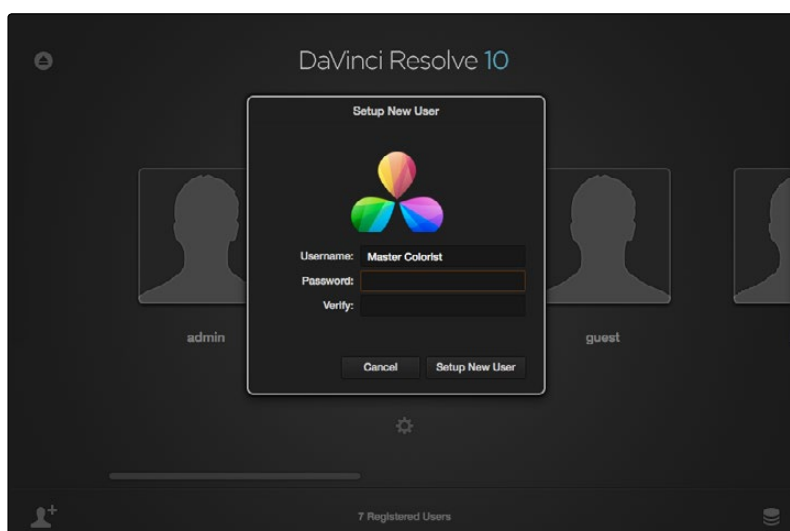 DaVinci Resolve 10
Setup New User
Username: Master Colorist
Password:
Verify:
admin
guest
Cancel Setup New User
7 Registered Users